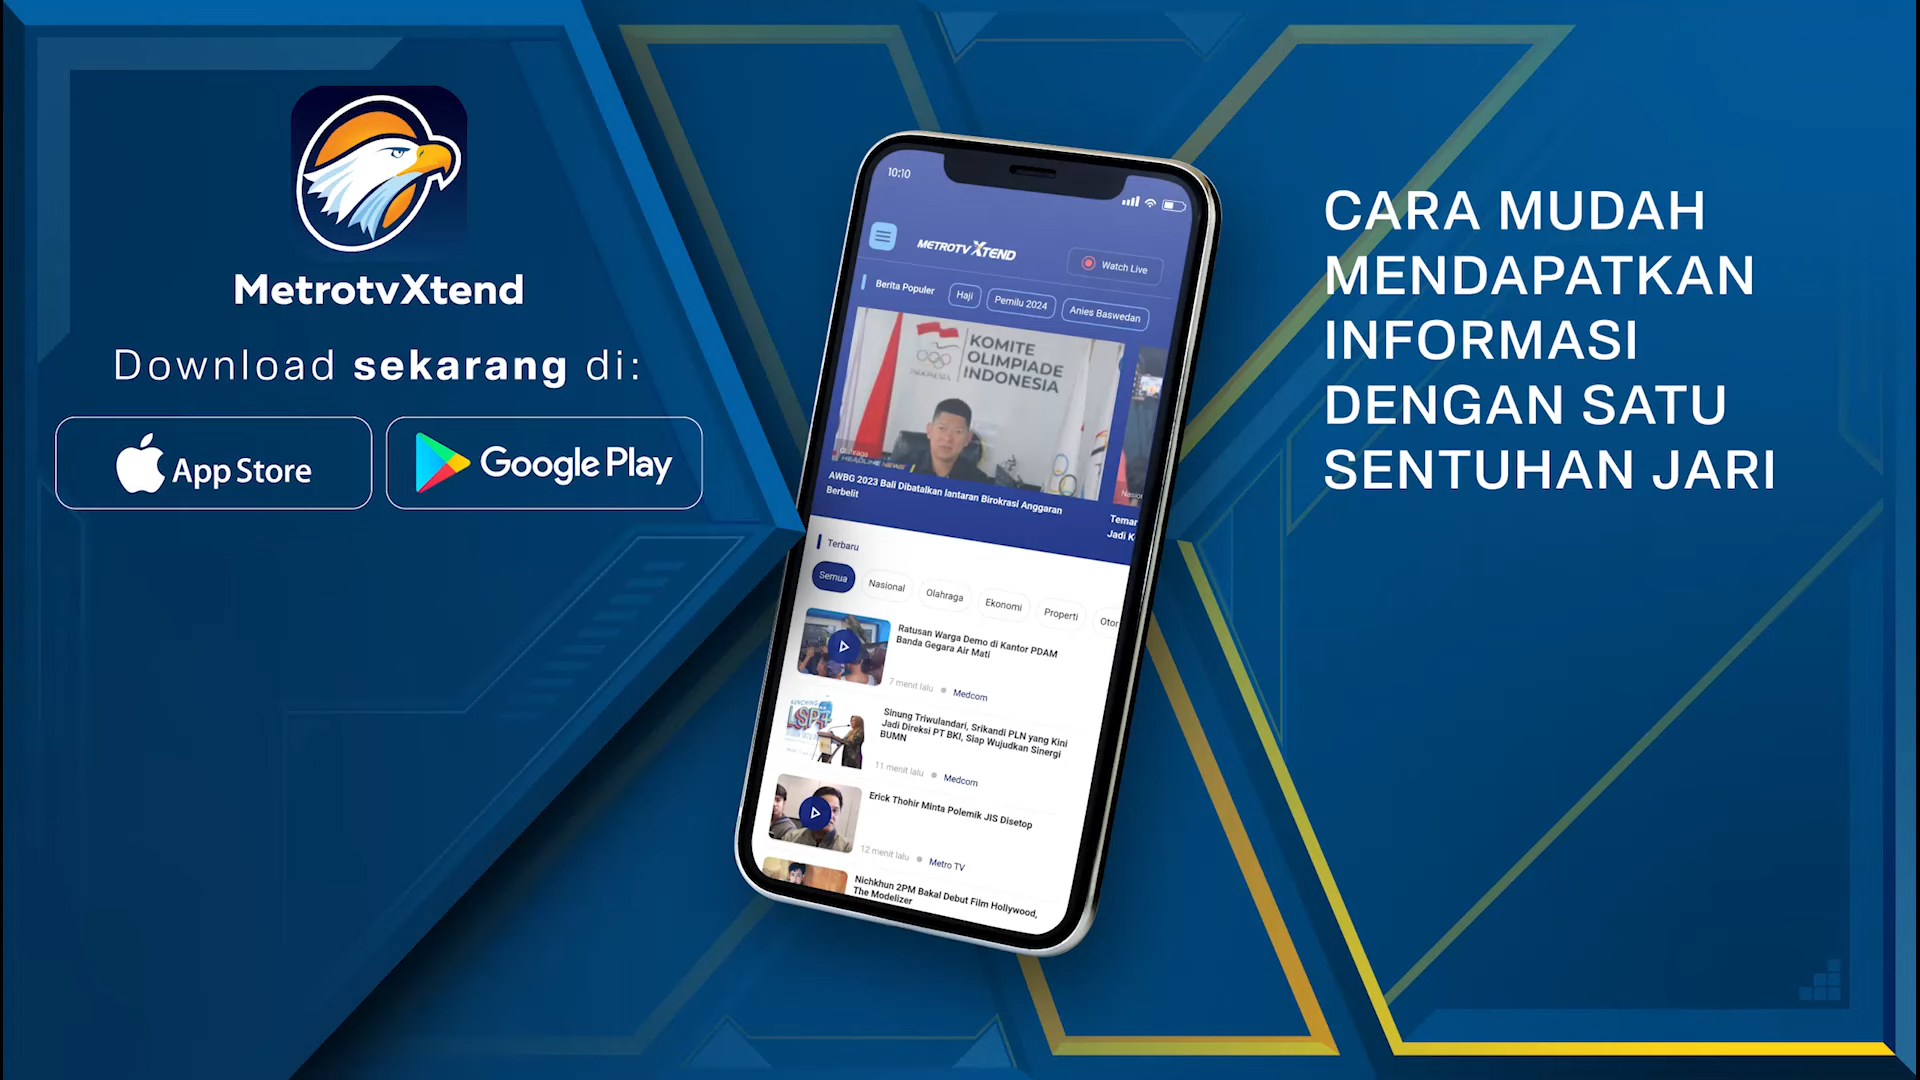 MetrotvXtend
Download sekarang di:
App Store
Google Play
10:10
METROTV XTEND
Watch Live
Berita Populer
Haji
Pemilu 2024
Anies Baswedan
KOMITE
OLIMPIADE
INDONESIA
INDONESIA
Olahraga
HEADLINE NEWS
AWBG 2023 Bali Dibatalkan lantaran Birokrasi Anggaran
Berbelit
Terbaru
Semua
Nasional
Olahraga
Ekonomi
Properti
Ratusan Warga Demo di Kantor PDAM
Banda Gegara Air Mati
7 menit lalu
Medcom
Sinung Triwulandari, Srikandi PLN yang Kini
Jadi Direksi PT BKI, Siap Wujudkan Sinergi
BUMN
11 menit lalu
Medcom
Erick Thohir Minta Polemik JIS Disetop
12 menit lalu
Metro TV
Nichkhun 2PM Bakal Debut Film Hollywood,
The Modelizer
CARA MUDAH
MENDAPATKAN
INFORMASI
DENGAN SATU
SENTUHAN JARI